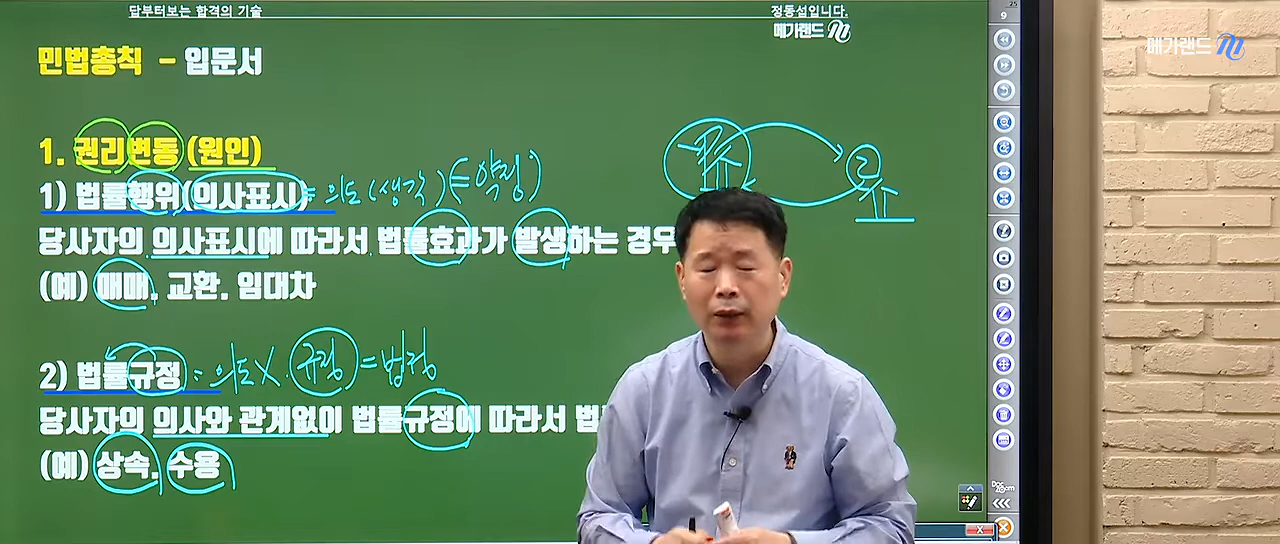 답부터보는 합격의 기술
정동섭입니다.
메가랜드
메가랜드
민법총칙 - 입문서
1. 권리변동 (원인)
1) 법률행위(의사표시) : 의도(생각)(=약정)
당사자의 의사표시에 따라서 법률효과가 발생하는 경우
(예) 매매, 교환, 임대차
2) 법률규정 : 의도X. 규정=법정
당사자의 의사와 관계없이 법률규정에 따라서 법
(예) 상속, 수용
25
9